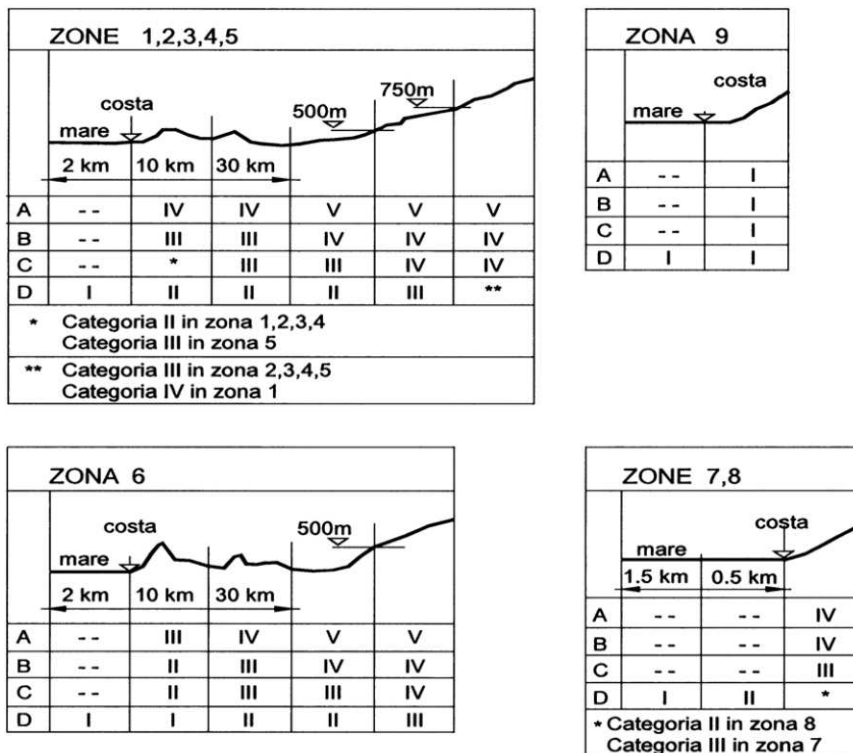 ZONE 1,2,3,4,5
costa
mare
500m
750m
2 km 10 km 30 km
A -- IV IV V V V
B -- III III IV IV IV
C -- * III III IV IV
D I II II II III **
* Categoria II in zona 1,2,3,4
Categoria III in zona 5
** Categoria III in zona 2,3,4,5
Categoria IV in zona 1
ZONA 9
costa
mare
A -- I
B -- I
C -- I
D I I
ZONA 6
costa
mare
500m
2 km 10 km 30 km
A -- III IV V V
B -- II III IV IV
C -- II III III IV
D I I II II III
ZONE 7,8
costa
mare
1.5 km 0.5 km
A -- -- IV
B -- -- IV
C -- -- III
D I II *
* Categoria II in zona 8
Categoria III in zona 7